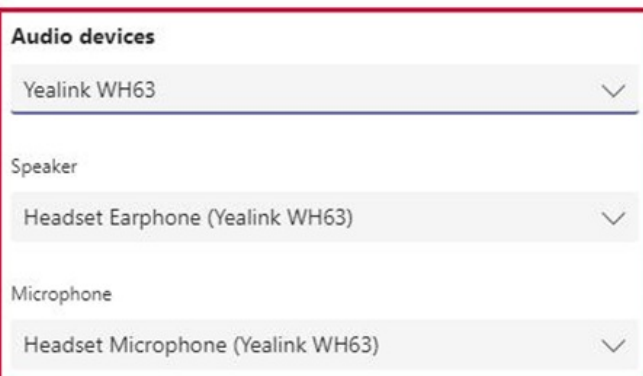 Audio devices
Yealink WH63
Speaker
Headset Earphone (Yealink WH63)
Microphone
Headset Microphone (Yealink WH63)